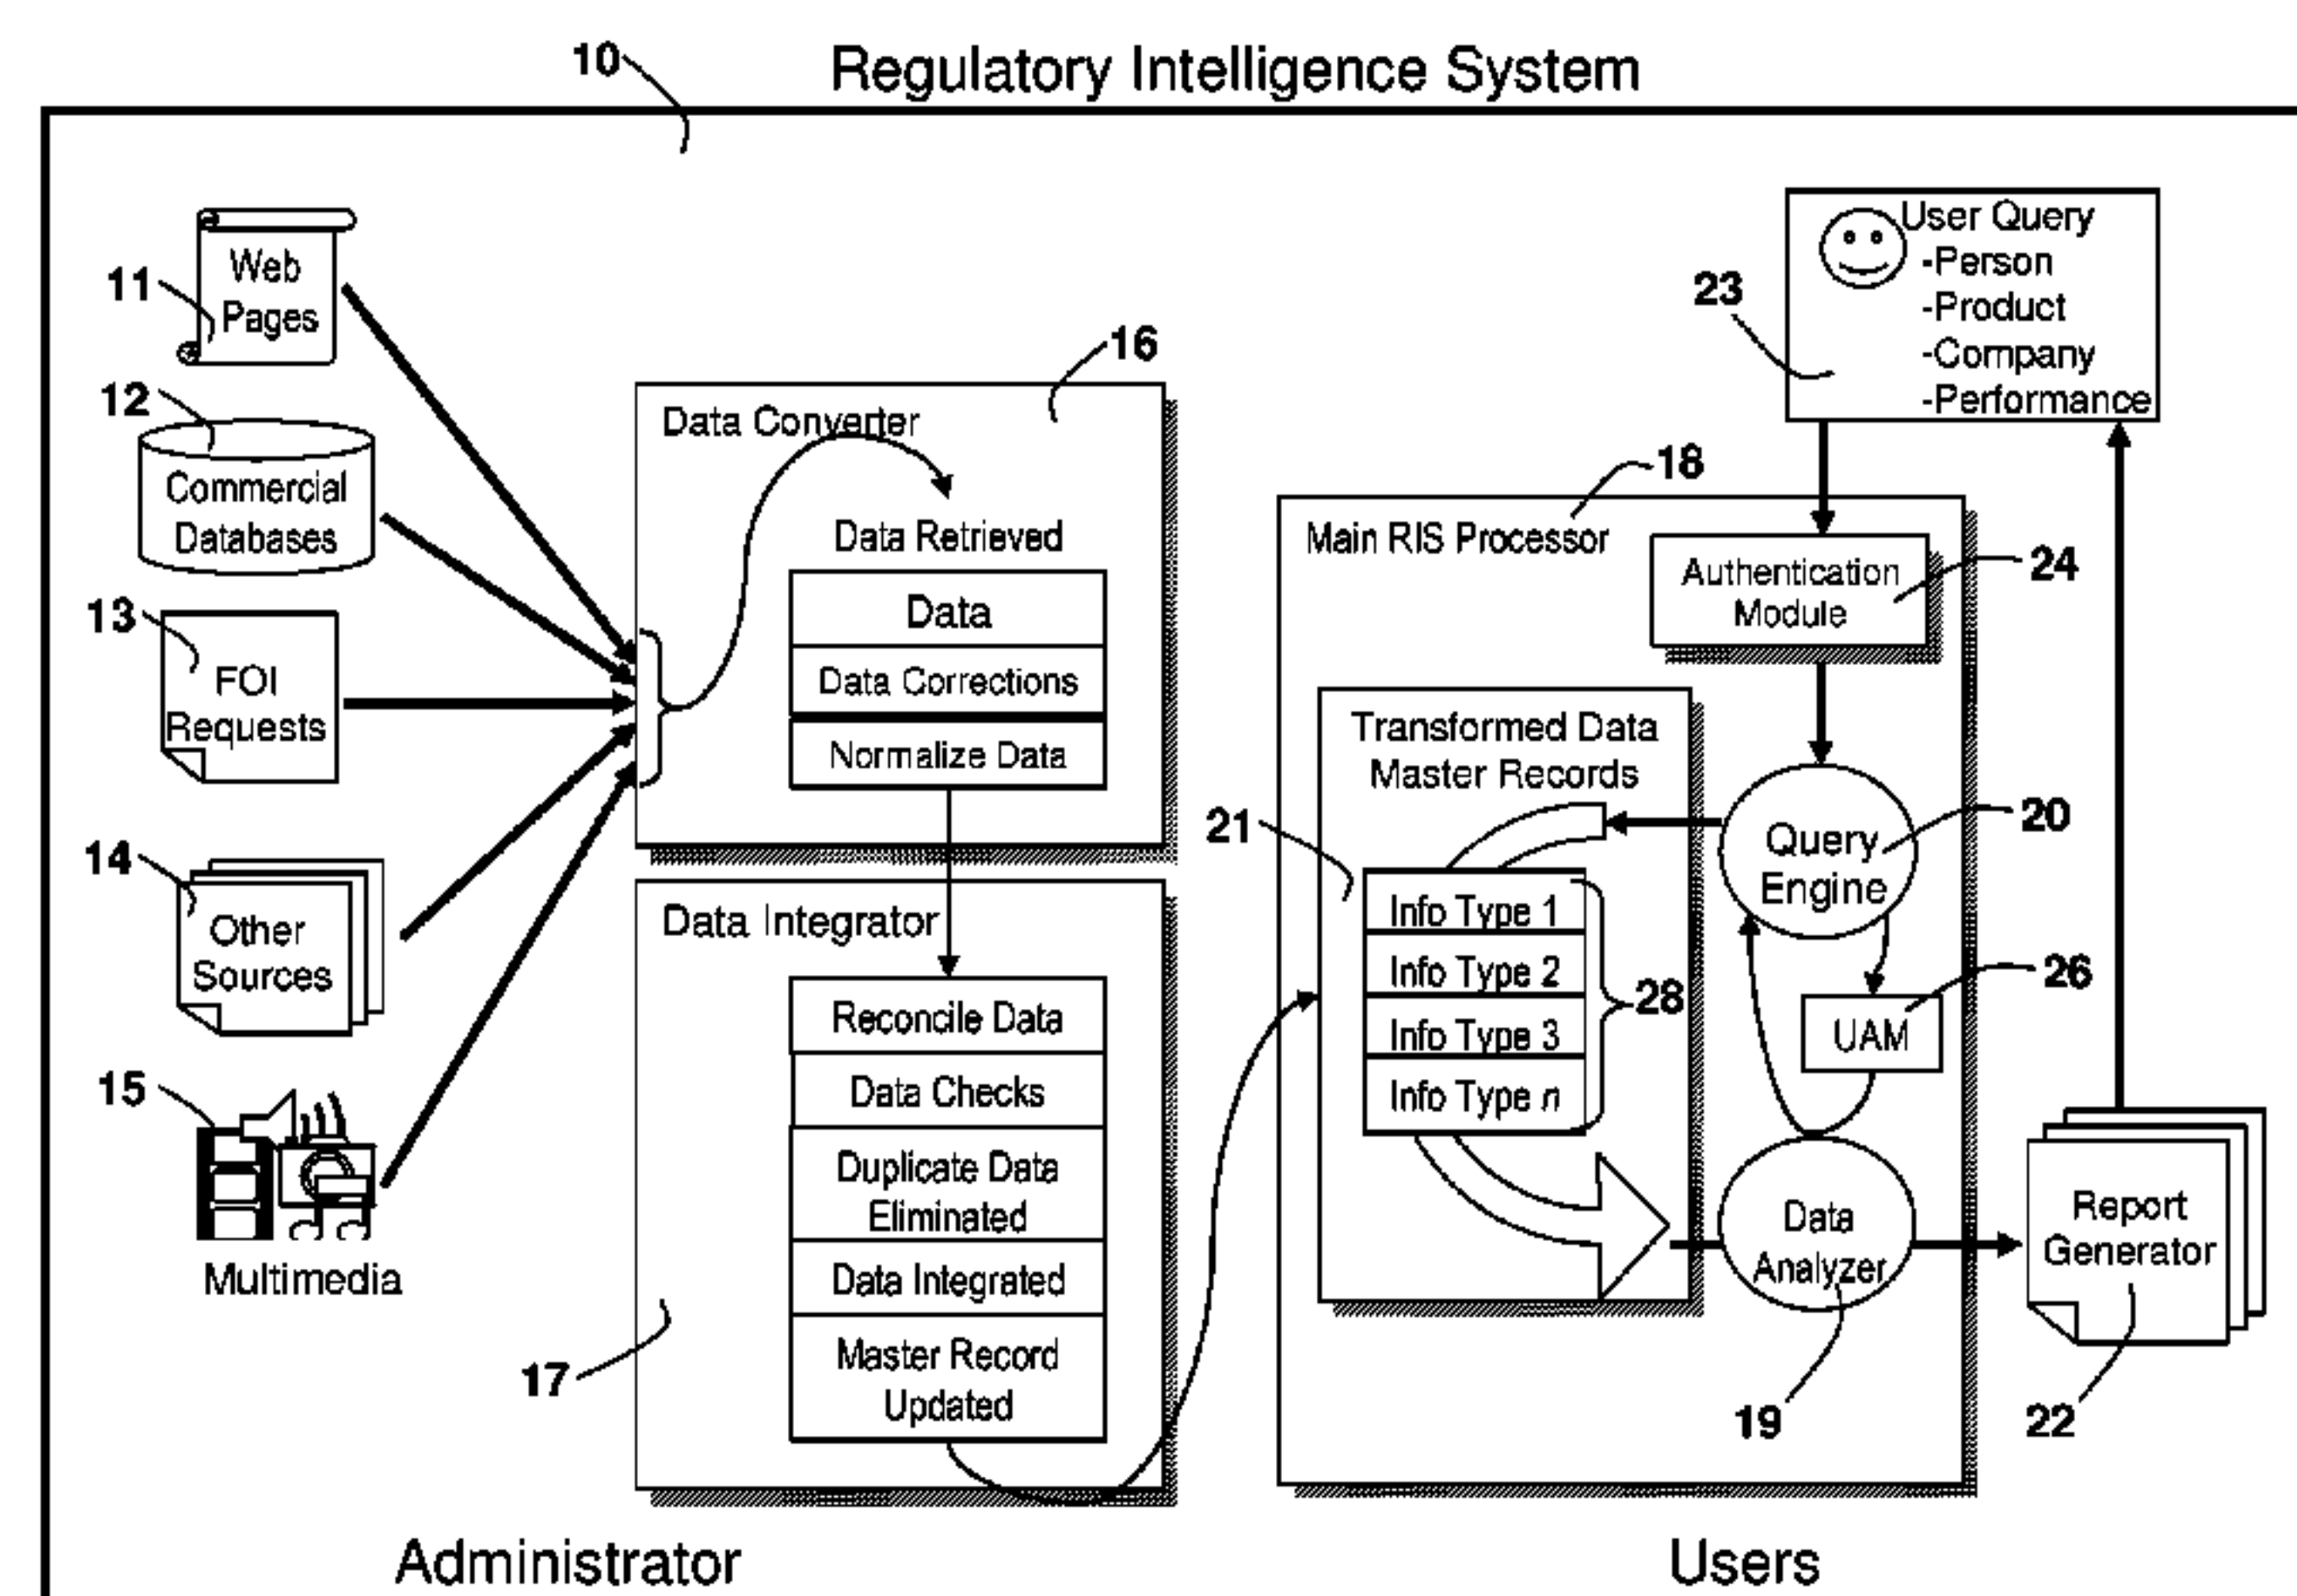 Regulatory Intelligence System
10
11
Web
Pages
12
Commercial
Databases
13
FOI
Requests
14
Other
Sources
15
Multimedia
16
Data Converter
Data Retrieved
Data
Data Corrections
Normalize Data
17
Data Integrator
Reconcile Data
Data Checks
Duplicate Data
Eliminated
Data Integrated
Master Record
Updated
Administrator
23
User Query
-Person
-Product
-Company
-Performance
18
Main RIS Processor
Authentication
Module
24
Transformed Data
Master Records
21
Info Type 1
Info Type 2
Info Type 3
Info Type n
28
Query
Engine
20
26
UAM
Data
Analyzer
19
Report
Generator
22
Users